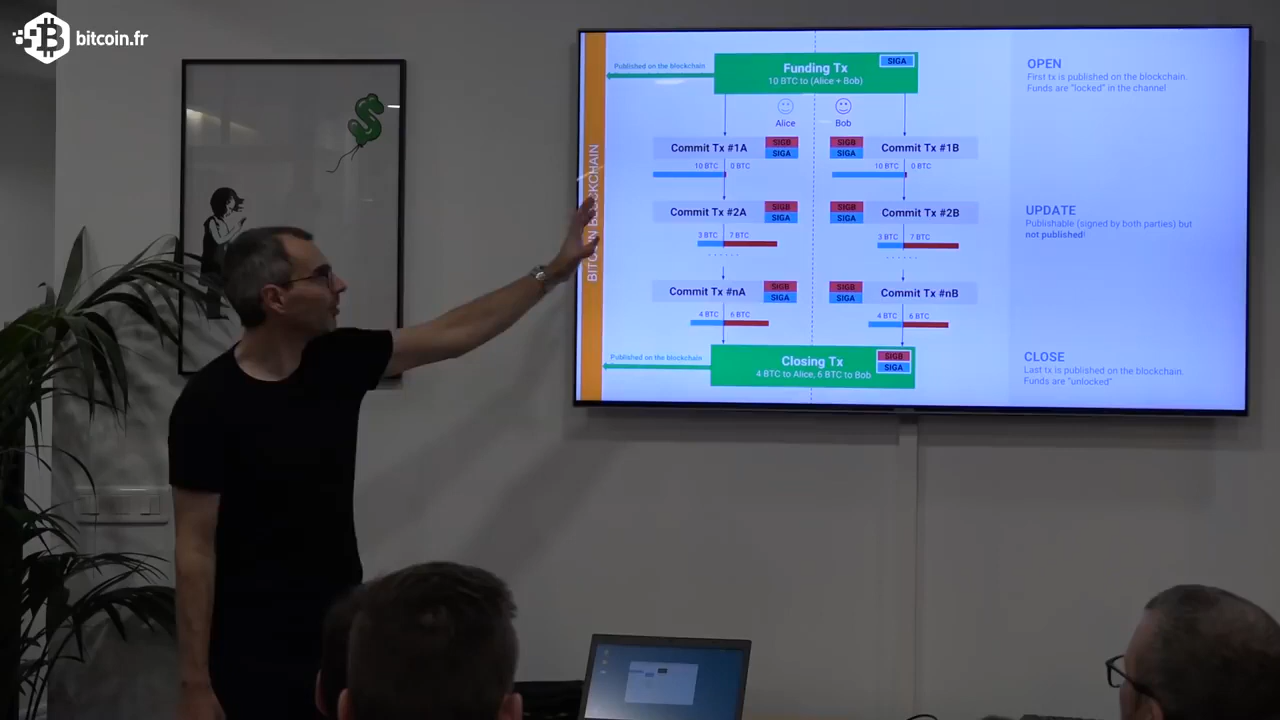 bitcoin.fr
BITCOIN BLOCKCHAIN
Published on the blockchain
Funding Tx
10 BTC to (Alice + Bob)
SIGA
Alice
Bob
Commit Tx #1A
SIGB
SIGA
10 BTC
0 BTC
SIGB
SIGA
Commit Tx #1B
10 BTC
0 BTC
Commit Tx #2A
SIGB
SIGA
3 BTC
7 BTC
SIGB
SIGA
Commit Tx #2B
3 BTC
7 BTC
Commit Tx #nA
SIGB
SIGA
4 BTC
6 BTC
SIGB
SIGA
Commit Tx #nB
4 BTC
6 BTC
Published on the blockchain
Closing Tx
4 BTC to Alice, 6 BTC to Bob
SIGB
SIGA
OPEN
First tx is published on the blockchain.
Funds are "locked" in the channel
UPDATE
Publishable (signed by both parties) but
not published!
CLOSE
Last tx is published on the blockchain.
Funds are "unlocked"